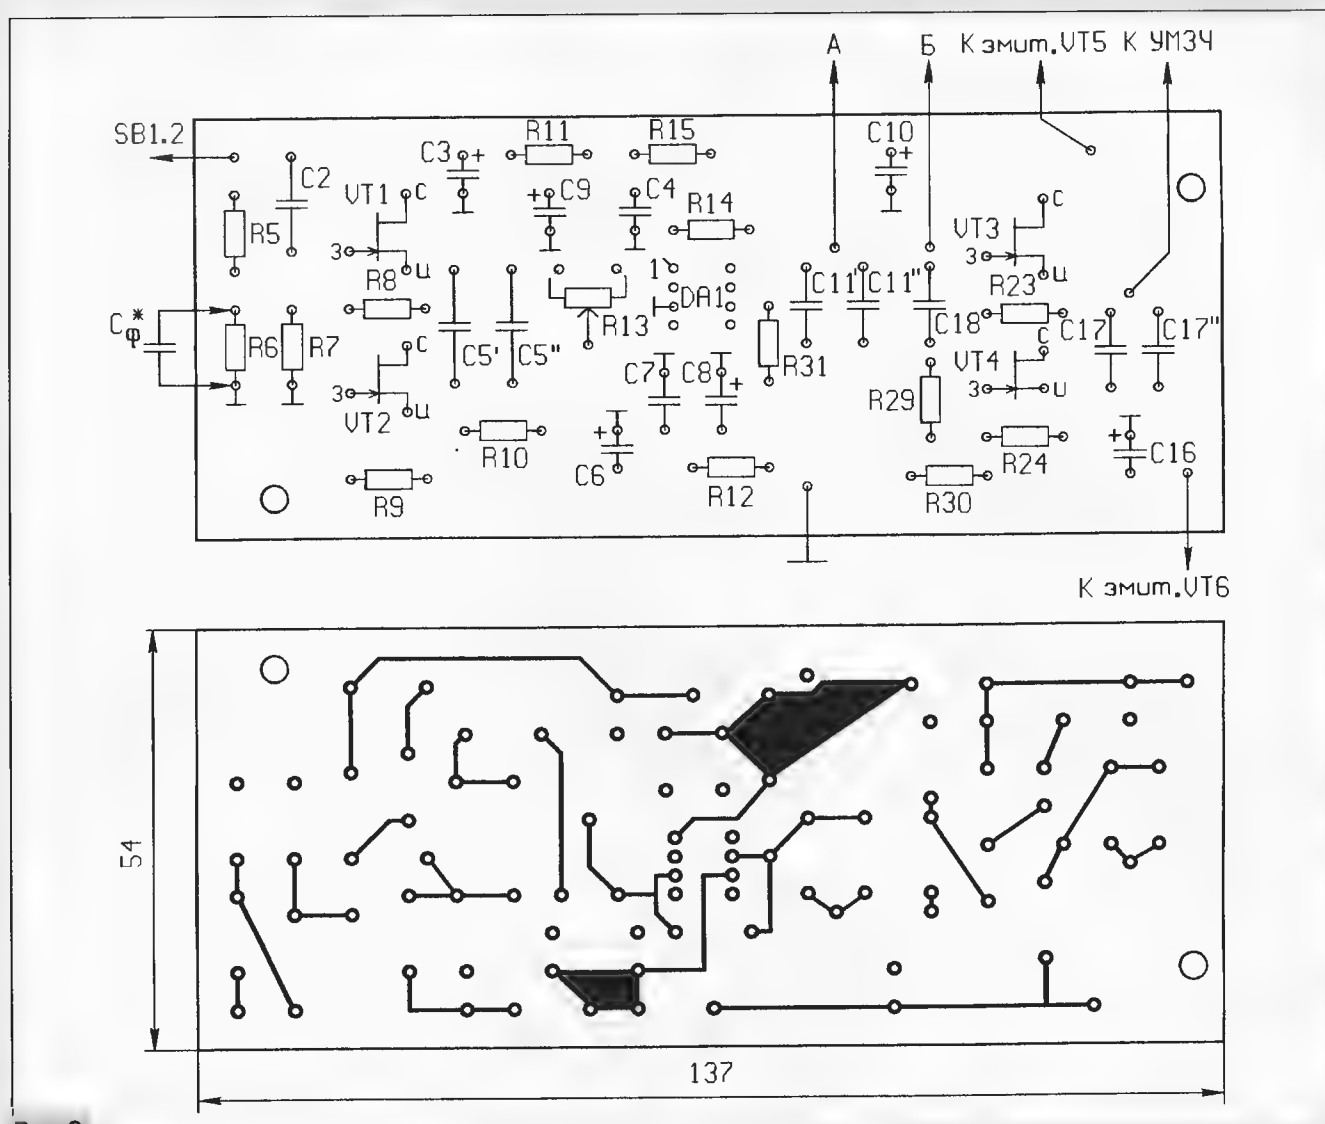 А
Б
К эмит.VT5
К УМЗЧ
SB1.2
R11
R15
C10
+
C3
+
C2
VT1
с
+
C9
C4
R14
с
R5
VT3
з
R8
и
1
DA1
C11'
C11"
з
и
R23
Cφ*
R6
R7
с
C5'
C5"
R13
R31
C18
с
C17'
C17"
VT4
з
VT2
и
C7
C8
+
R29
з
и
R10
+
C6
R12
R24
+
C16
R9
R30
К эмит.VT6
54
137